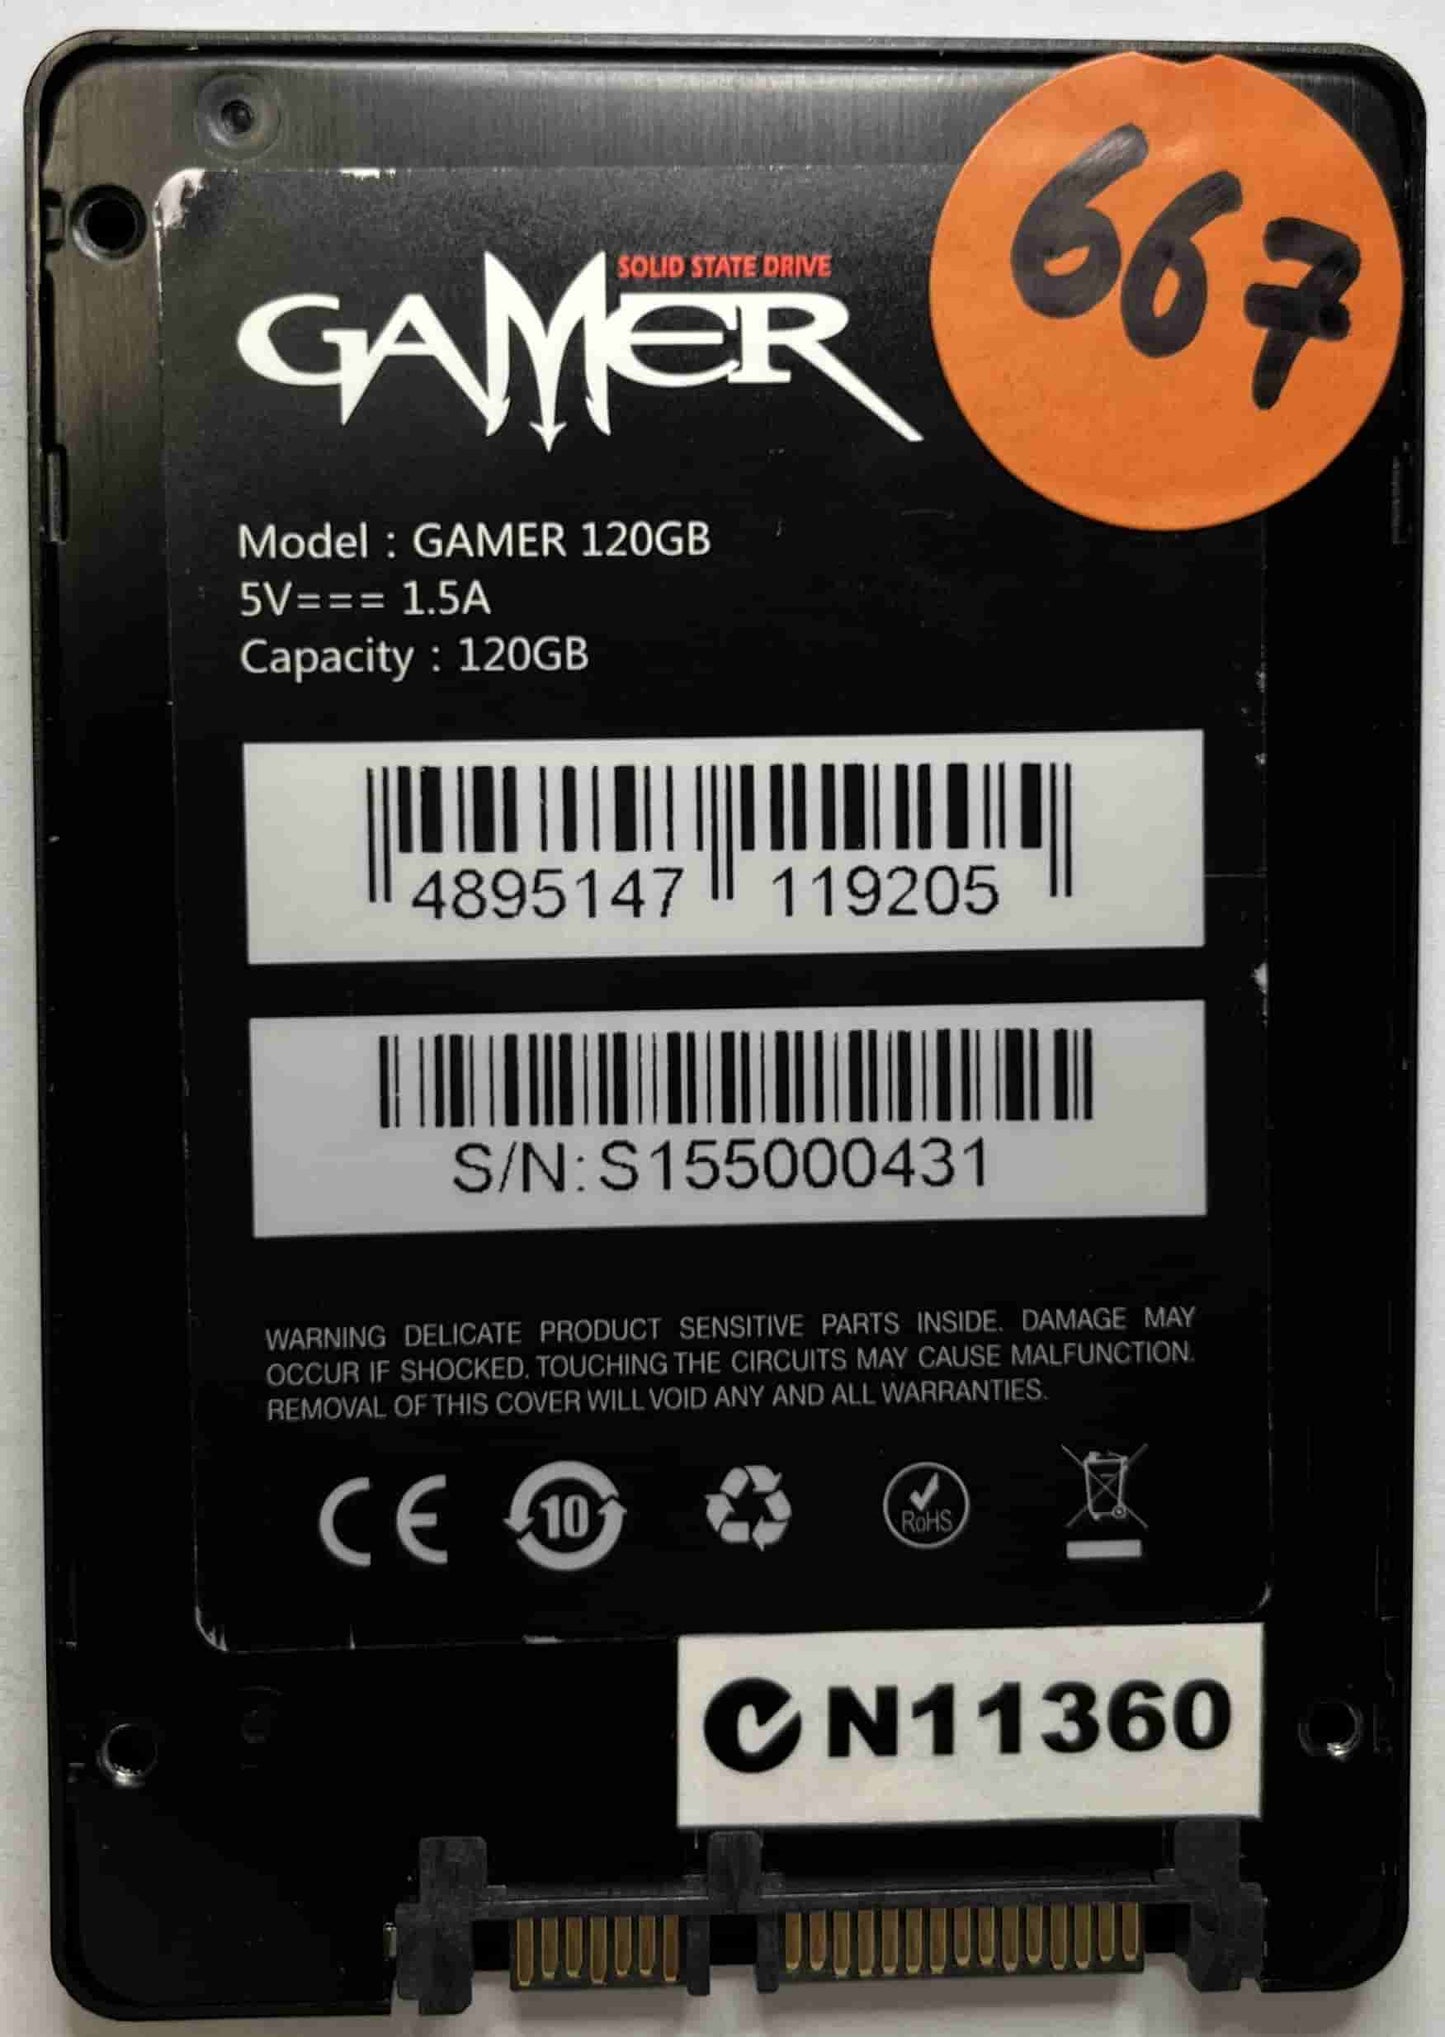 667
SOLID STATE DRIVE
GAMER
Model : GAMER 120GB
5V=== 1.5A
Capacity : 120GB
4895147 119205
S/N: S155000431
WARNING DELICATE PRODUCT SENSITIVE PARTS INSIDE. DAMAGE MAY
OCCUR IF SHOCKED. TOUCHING THE CIRCUITS MAY CAUSE MALFUNCTION.
REMOVAL OF THIS COVER WILL VOID ANY AND ALL WARRANTIES.
CE 10 RoHS
N11360